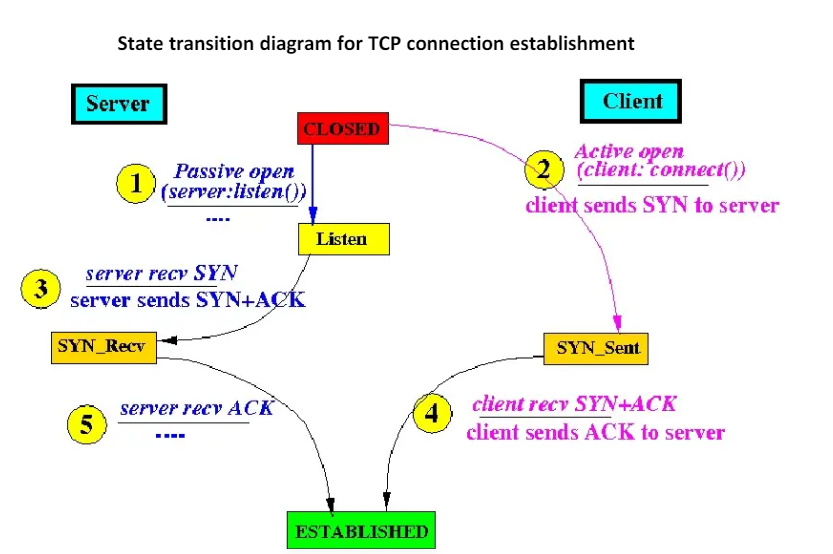 State transition diagram for TCP connection establishment
Server
Client
CLOSED
1
Passive open
(server:listen())
....
2
Active open
(client: connect())
client sends SYN to server
Listen
3
server recv SYN
server sends SYN+ACK
SYN_Recv
SYN_Sent
5
server recv ACK
....
4
client recv SYN+ACK
client sends ACK to server
ESTABLISHED